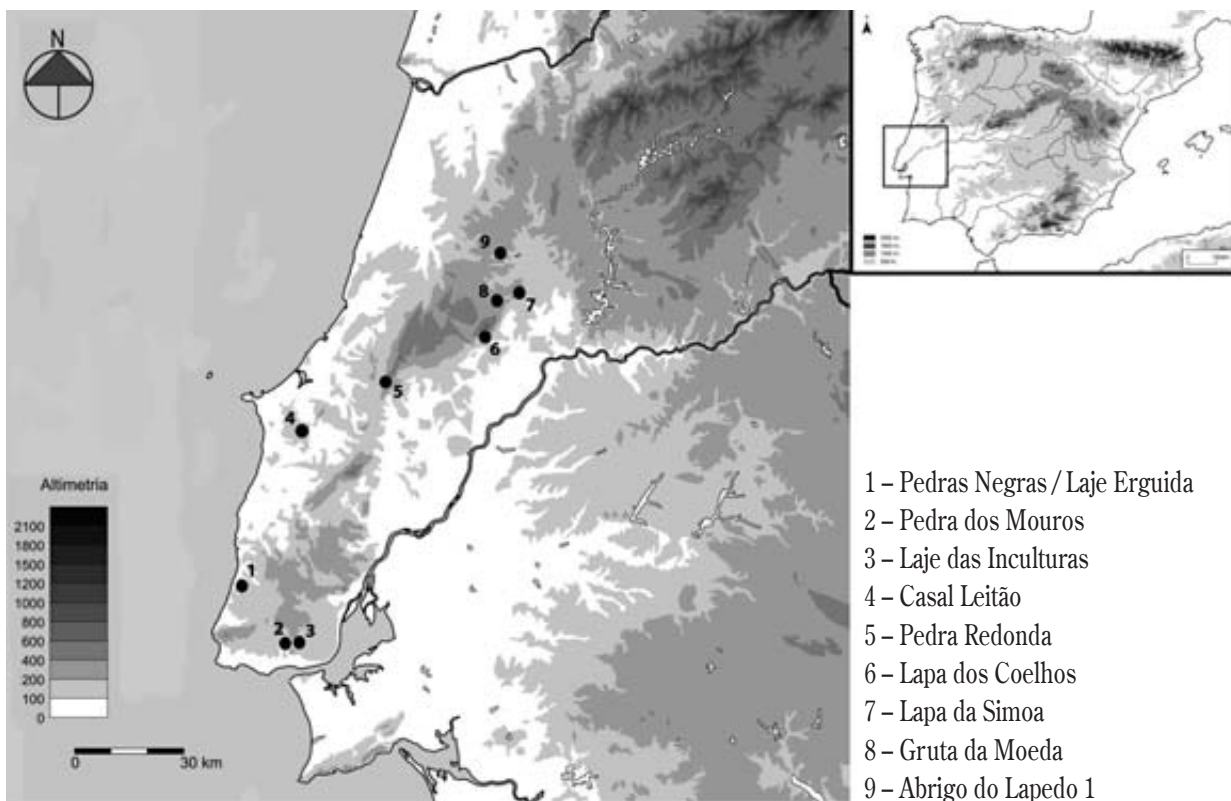 N
9
8
7
6
5
4
1
2
3
Altimetria
2100
1800
1500
1200
1000
800
600
400
200
100
0
0 30 km
1 – Pedras Negras / Laje Erguida
2 – Pedra dos Mouros
3 – Laje das Inculturas
4 – Casal Leitão
5 – Pedra Redonda
6 – Lapa dos Coelhos
7 – Lapa da Simoa
8 – Gruta da Moeda
9 – Abrigo do Lapedo 1